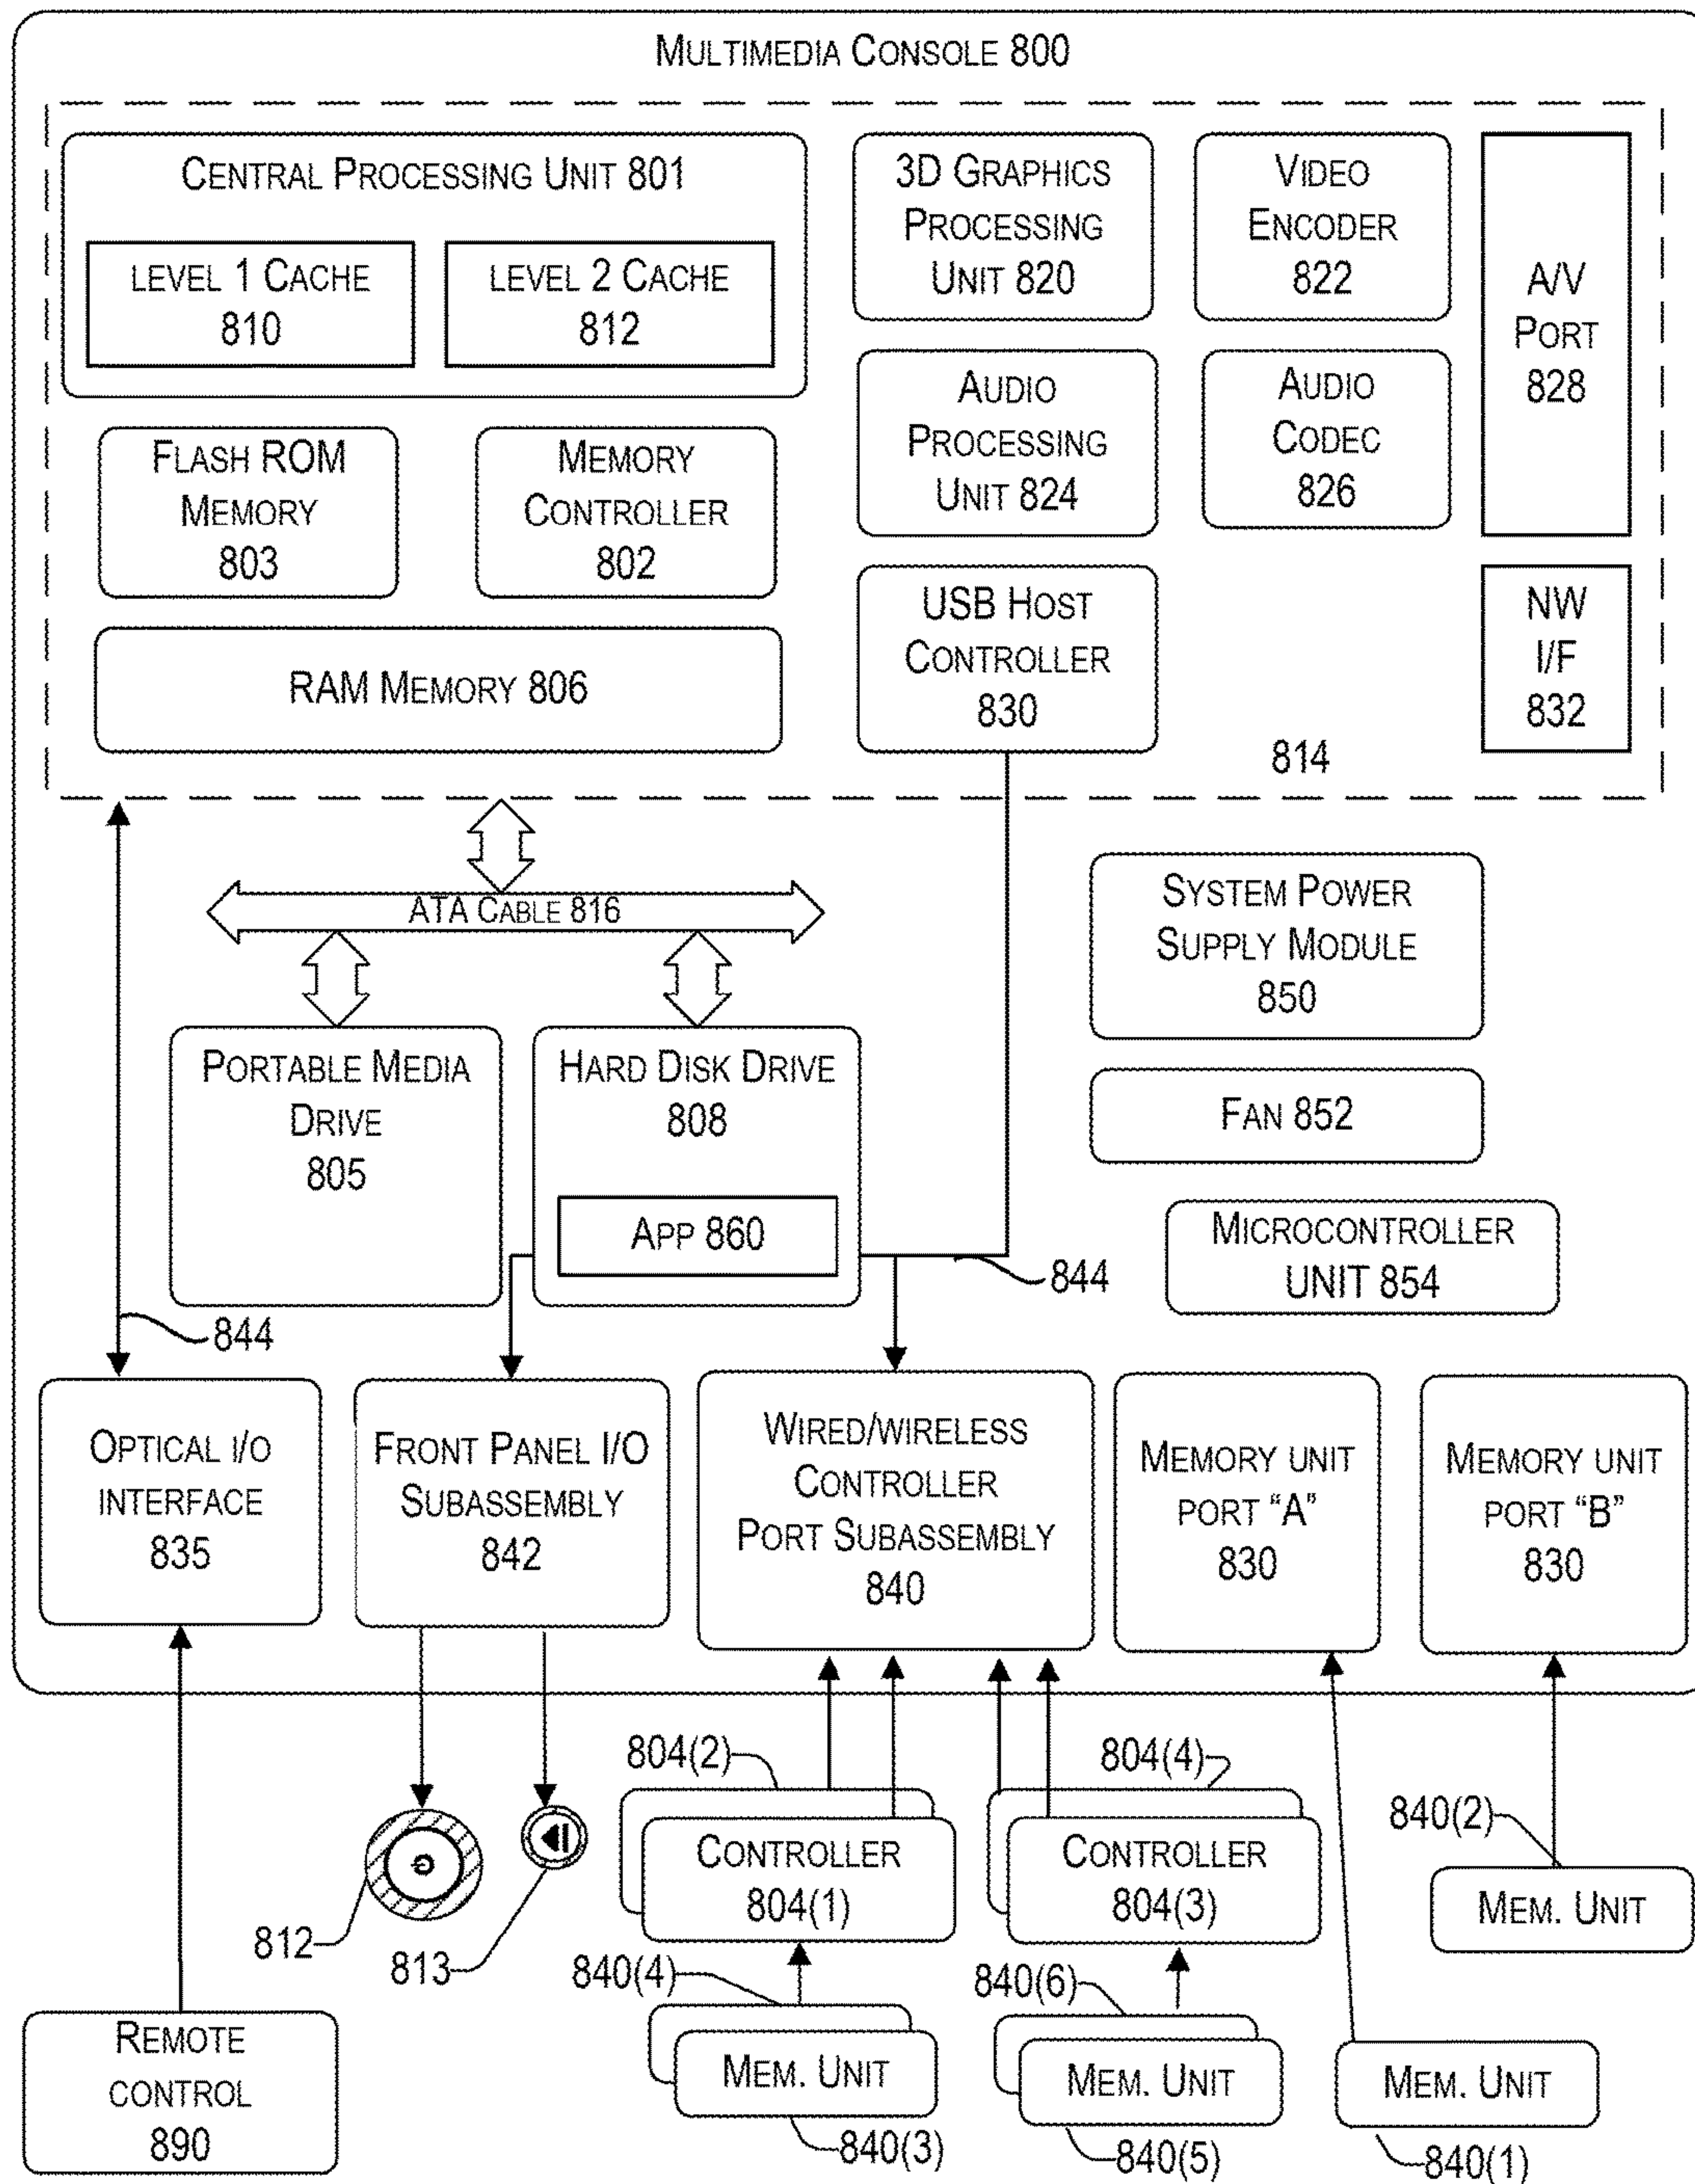 MULTIMEDIA CONSOLE 800
CENTRAL PROCESSING UNIT 801
LEVEL 1 CACHE
810
LEVEL 2 CACHE
812
3D GRAPHICS
PROCESSING
UNIT 820
VIDEO
ENCODER
822
A/V
PORT
828
FLASH ROM
MEMORY
803
MEMORY
CONTROLLER
802
AUDIO
PROCESSING
UNIT 824
AUDIO
CODEC
826
RAM MEMORY 806
USB HOST
CONTROLLER
830
NW
I/F
832
814
ATA CABLE 816
SYSTEM POWER
SUPPLY MODULE
850
PORTABLE MEDIA
DRIVE
805
HARD DISK DRIVE
808
APP 860
FAN 852
MICROCONTROLLER
UNIT 854
844
844
OPTICAL I/O
INTERFACE
835
FRONT PANEL I/O
SUBASSEMBLY
842
WIRED/WIRELESS
CONTROLLER
PORT SUBASSEMBLY
840
MEMORY UNIT
PORT “A”
830
MEMORY UNIT
PORT “B”
830
804(2)
804(4)
840(2)
CONTROLLER
804(1)
CONTROLLER
804(3)
MEM. UNIT
812
813
840(4)
840(6)
REMOTE
CONTROL
890
MEM. UNIT
840(3)
MEM. UNIT
840(5)
MEM. UNIT
840(1)